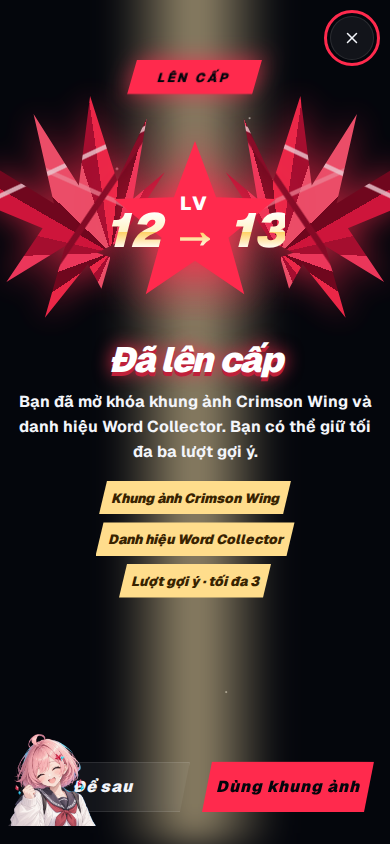 LÊN CẤP
LV
12 → 13
Đã lên cấp
Bạn đã mở khóa khung ảnh Crimson Wing và
danh hiệu Word Collector. Bạn có thể giữ tối
đa ba lượt gợi ý.
Khung ảnh Crimson Wing
Danh hiệu Word Collector
Lượt gợi ý · tối đa 3
Để sau
Dùng khung ảnh